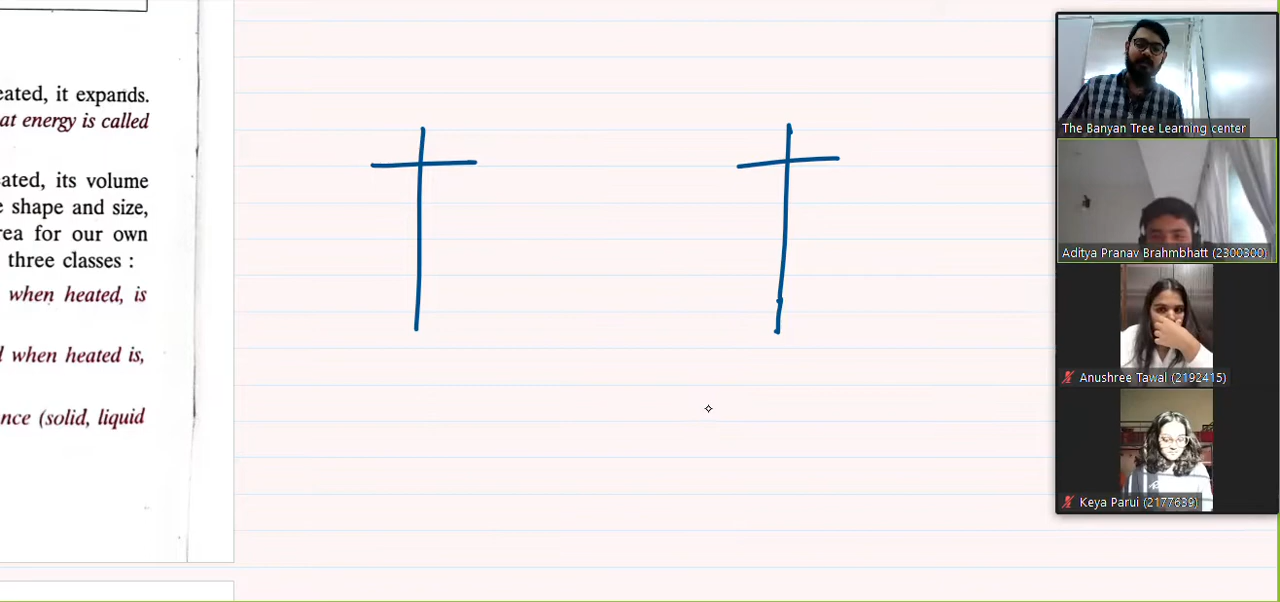 eated, it expands.
at energy is called
ated, its volume
e shape and size,
rea for our own
three classes :
when heated, is
d when heated is,
nce (solid, liquid
The Banyan Tree Learning center
Aditya Pranav Brahmbhatt (2300300)
Anushree Tawal (2192415)
Keya Parui (2177639)